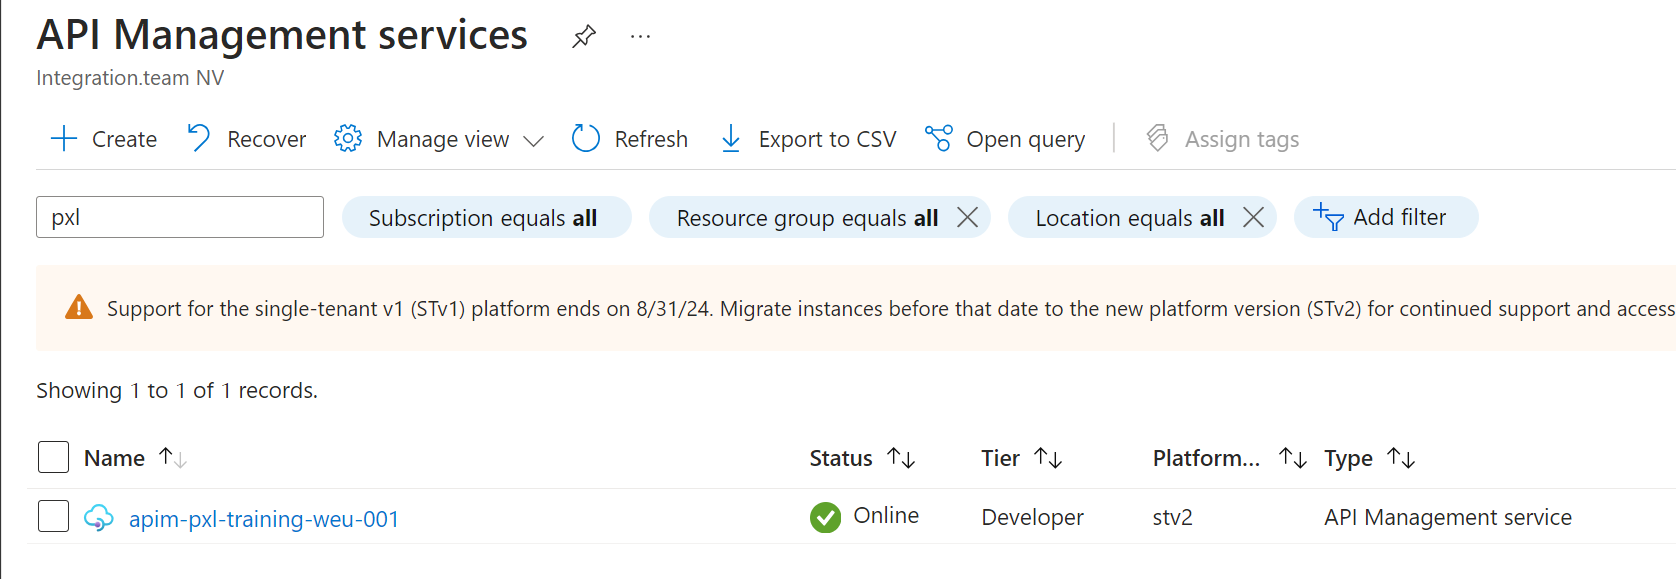 API Management services ...
Integration.team NV
Create Recover Manage view Refresh Export to CSV Open query Assign tags
pxl Subscription equals all Resource group equals all Location equals all Add filter
Support for the single-tenant v1 (STv1) platform ends on 8/31/24. Migrate instances before that date to the new platform version (STv2) for continued support and access
Showing 1 to 1 of 1 records.
Name Status Tier Platform... Type
apim-pxl-training-weu-001 Online Developer stv2 API Management service